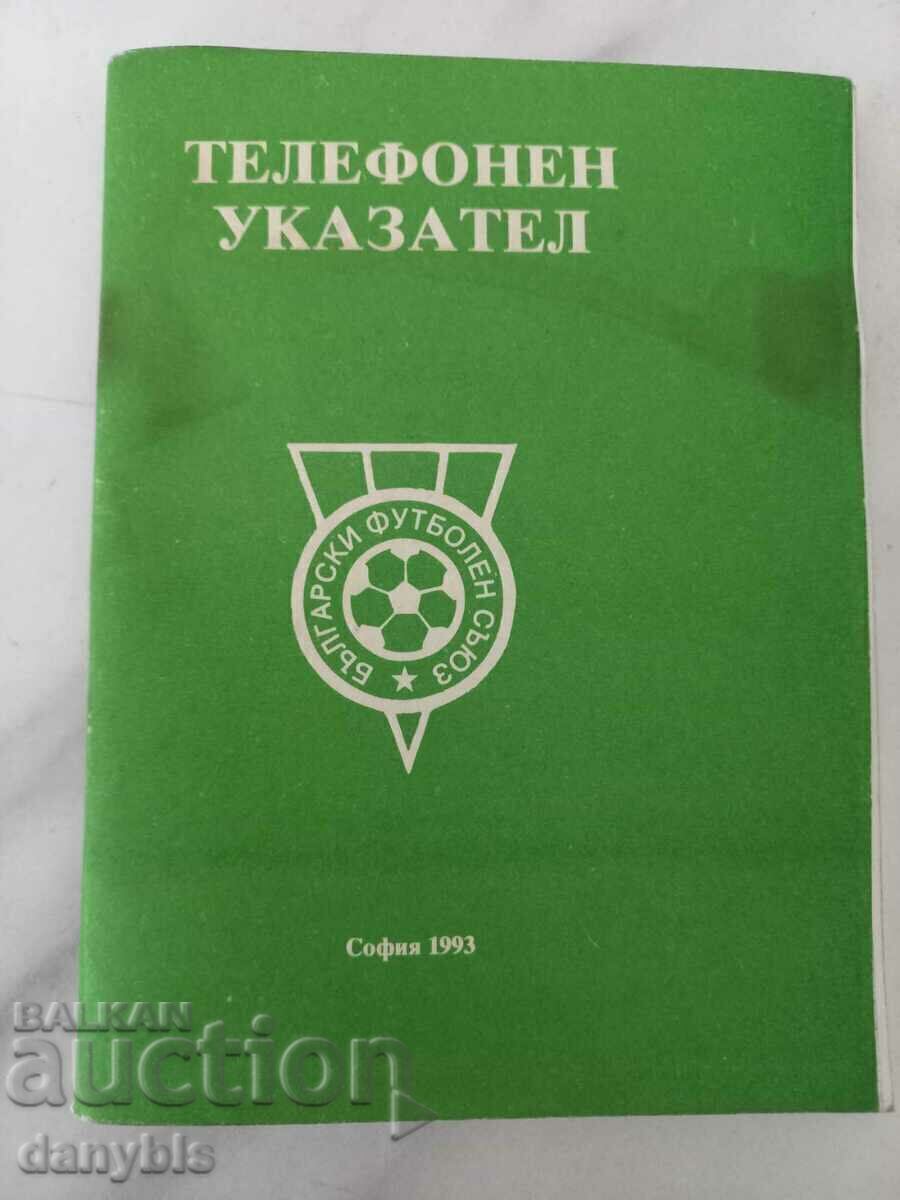 ТЕЛЕФОНЕН
УКАЗАТЕЛ
БЪЛГАРСКИ ФУТБОЛЕН СЪЮЗ
София 1993
BALKAN
auction
danybls